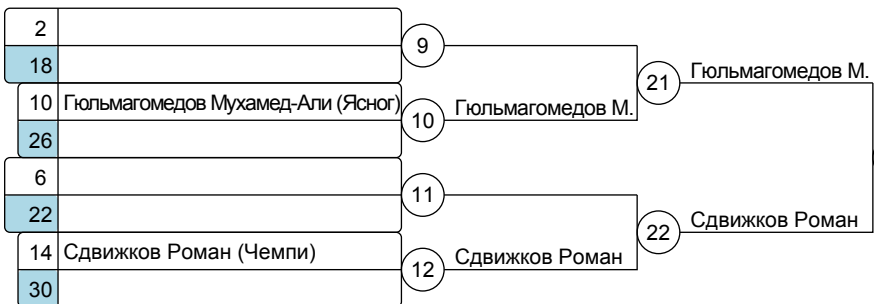 2
9
18
21 Гюльмагомедов М.
10 Гюльмагомедов Мухамед-Али (Ясног)
10 Гюльмагомедов М.
26
6
11
22
22 Сдвижков Роман
14 Сдвижков Роман (Чемпи)
12 Сдвижков Роман
30